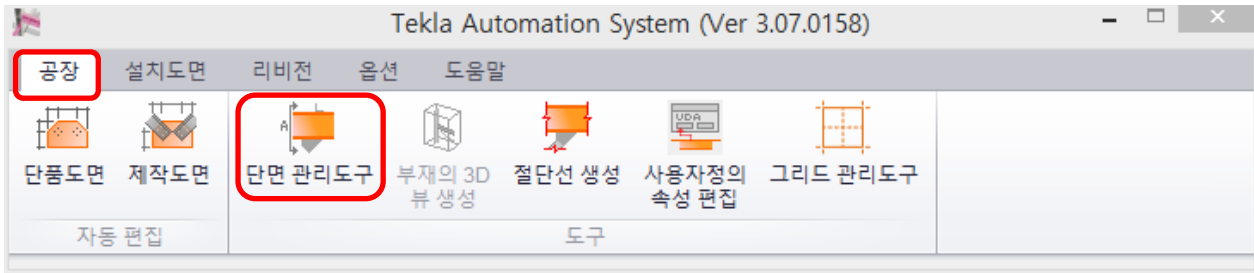 Tekla Automation System (Ver 3.07.0158)
공장 설치도면 리비전 옵션 도움말
A UDA
단품도면 제작도면 단면 관리도구 부재의 3D 절단선 생성 사용자정의 그리드 관리도구
뷰 생성 속성 편집
자동 편집 도구